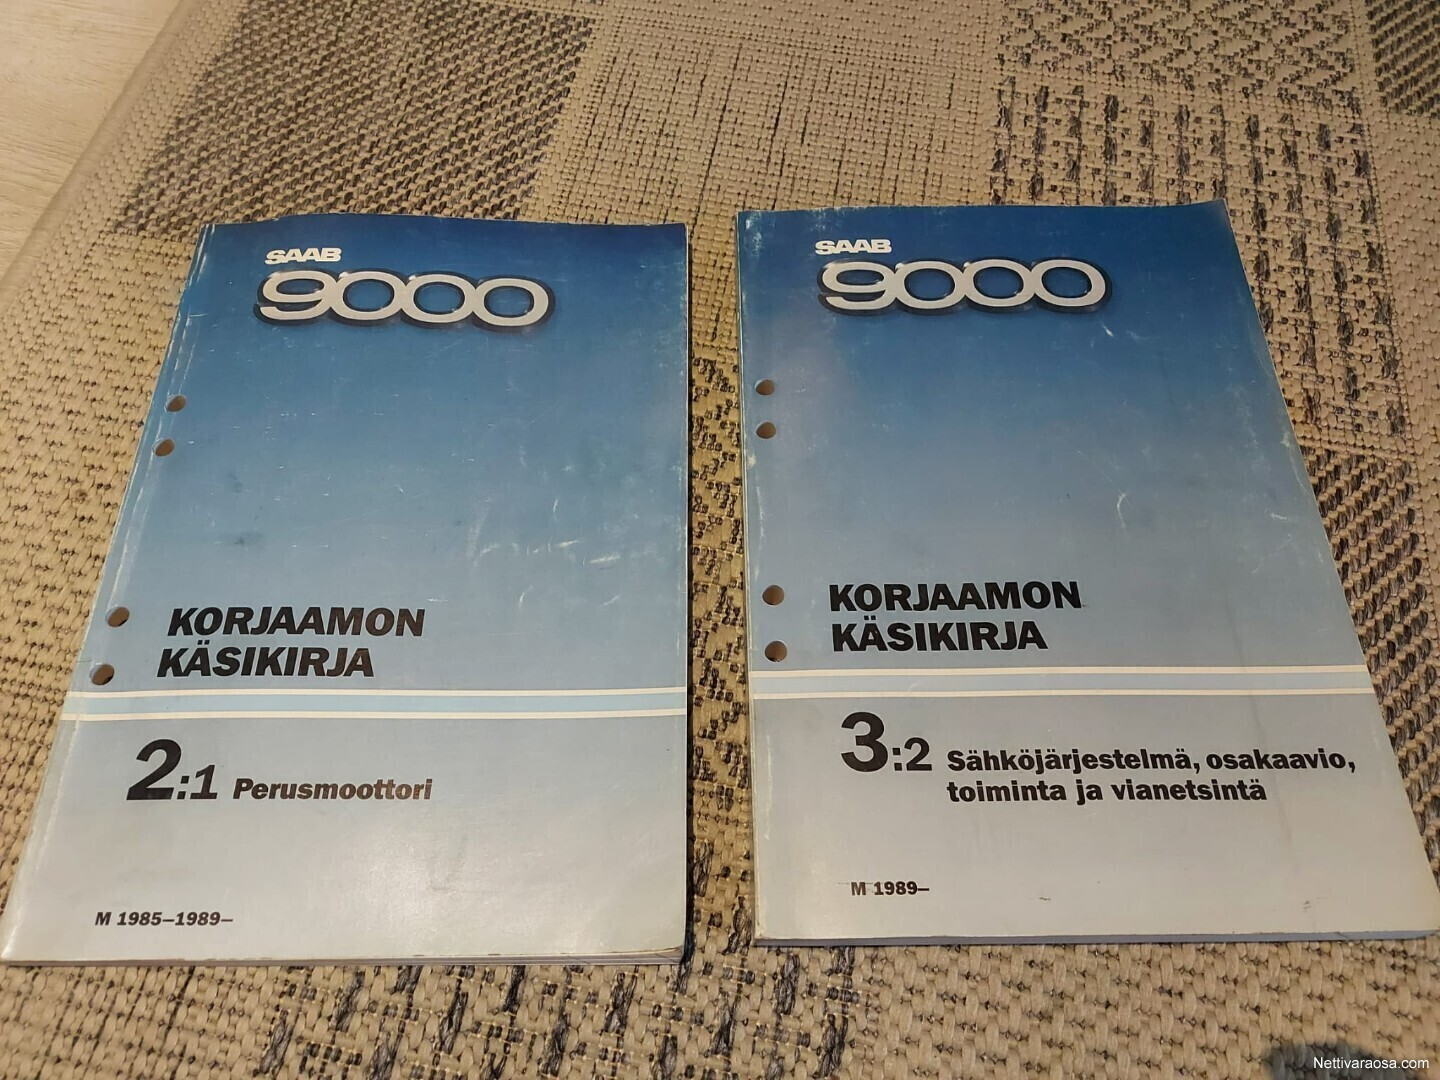 SAAB
9000
KORJAAMON
KÄSIKIRJA
2:1 Perusmoottori
M 1985–1989–
SAAB
9000
KORJAAMON
KÄSIKIRJA
3:2 Sähköjärjestelmä, osakaavio,
toiminta ja vianetsintä
M 1989–
Nettivaraosa.com